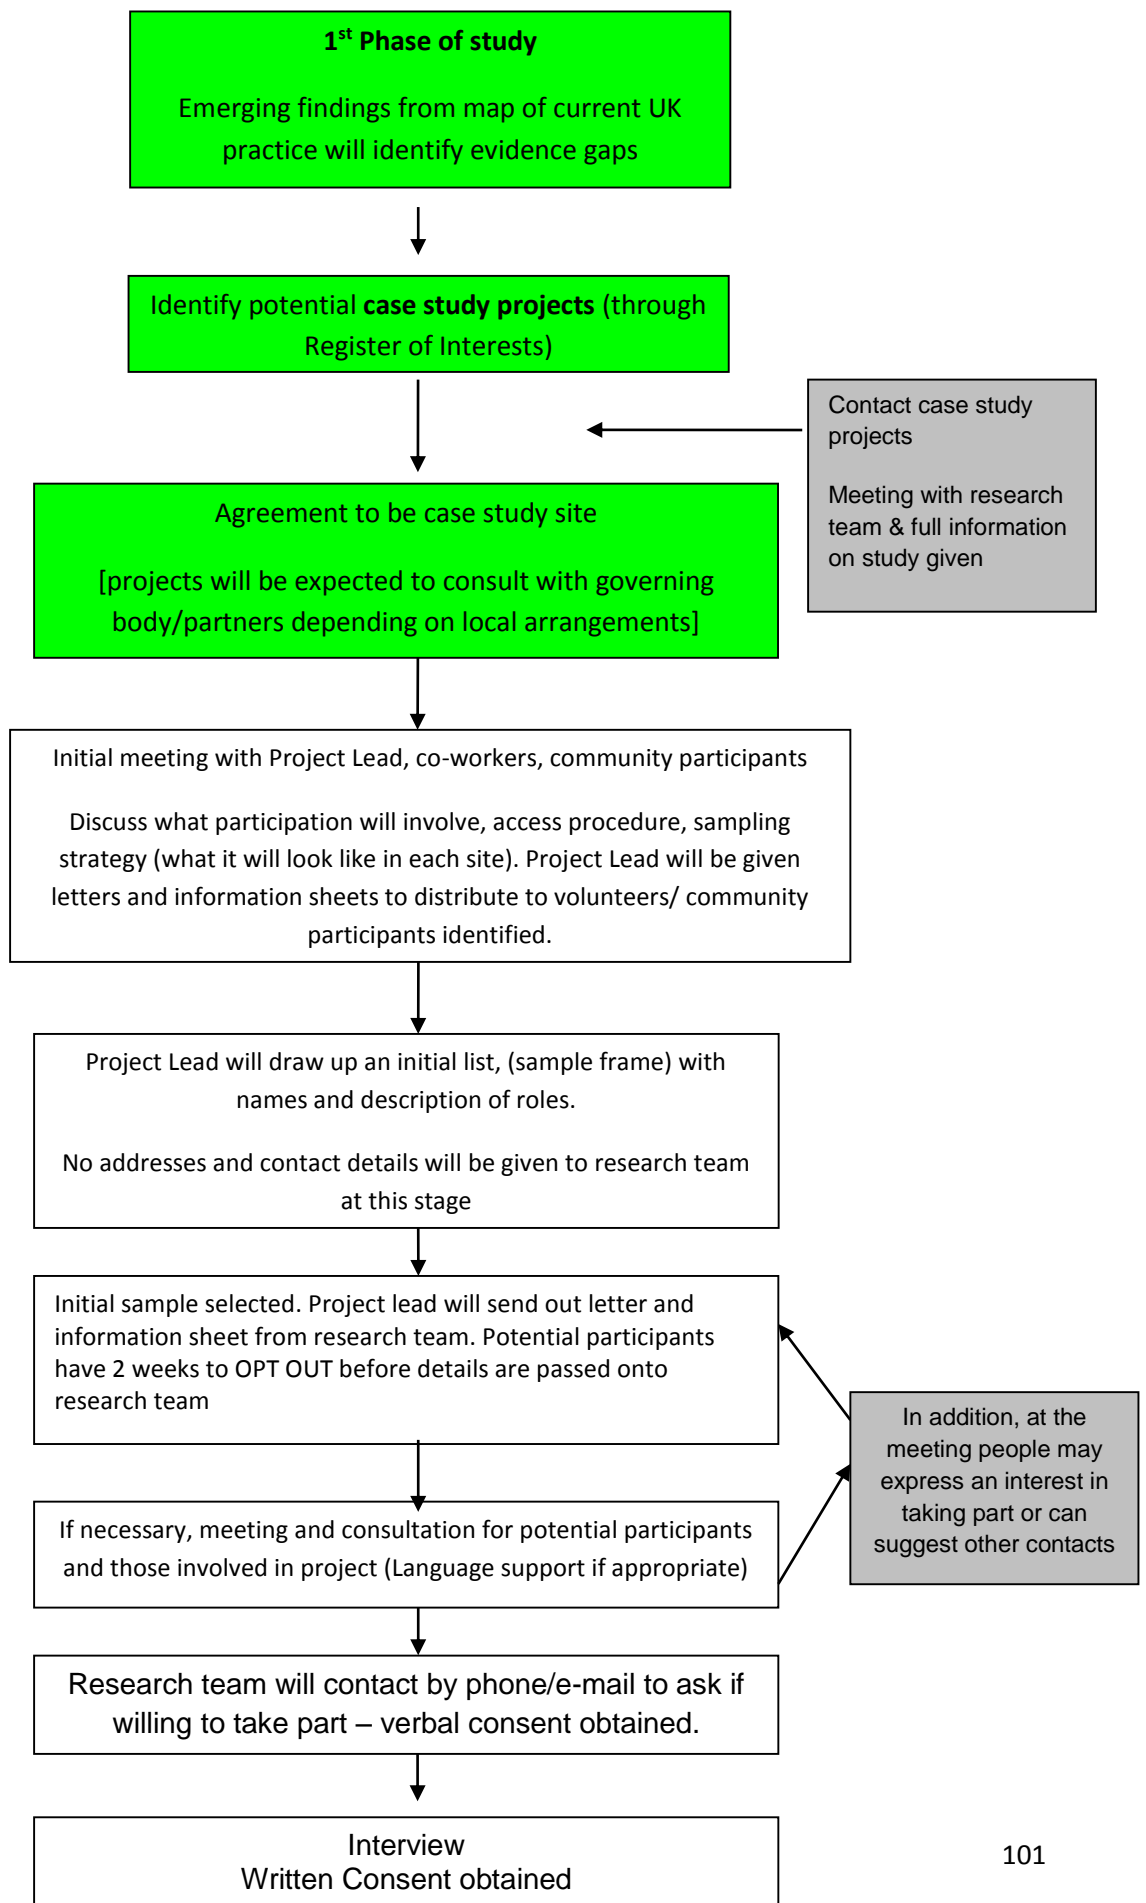 1st Phase of study
Emerging findings from map of current UK
practice will identify evidence gaps
Identify potential case study projects (through
Register of Interests)
Contact case study
projects
Meeting with research
team & full information
on study given
Agreement to be case study site
[projects will be expected to consult with governing
body/partners depending on local arrangements]
Initial meeting with Project Lead, co-workers, community participants
Discuss what participation will involve, access procedure, sampling
strategy (what it will look like in each site). Project Lead will be given
letters and information sheets to distribute to volunteers/ community
participants identified.
Project Lead will draw up an initial list, (sample frame) with
names and description of roles.
No addresses and contact details will be given to research team
at this stage
Initial sample selected. Project lead will send out letter and
information sheet from research team. Potential participants
have 2 weeks to OPT OUT before details are passed onto
research team
In addition, at the
meeting people may
express an interest in
taking part or can
suggest other contacts
If necessary, meeting and consultation for potential participants
and those involved in project (Language support if appropriate)
Research team will contact by phone/e-mail to ask if
willing to take part – verbal consent obtained.
Interview
Written Consent obtained
101